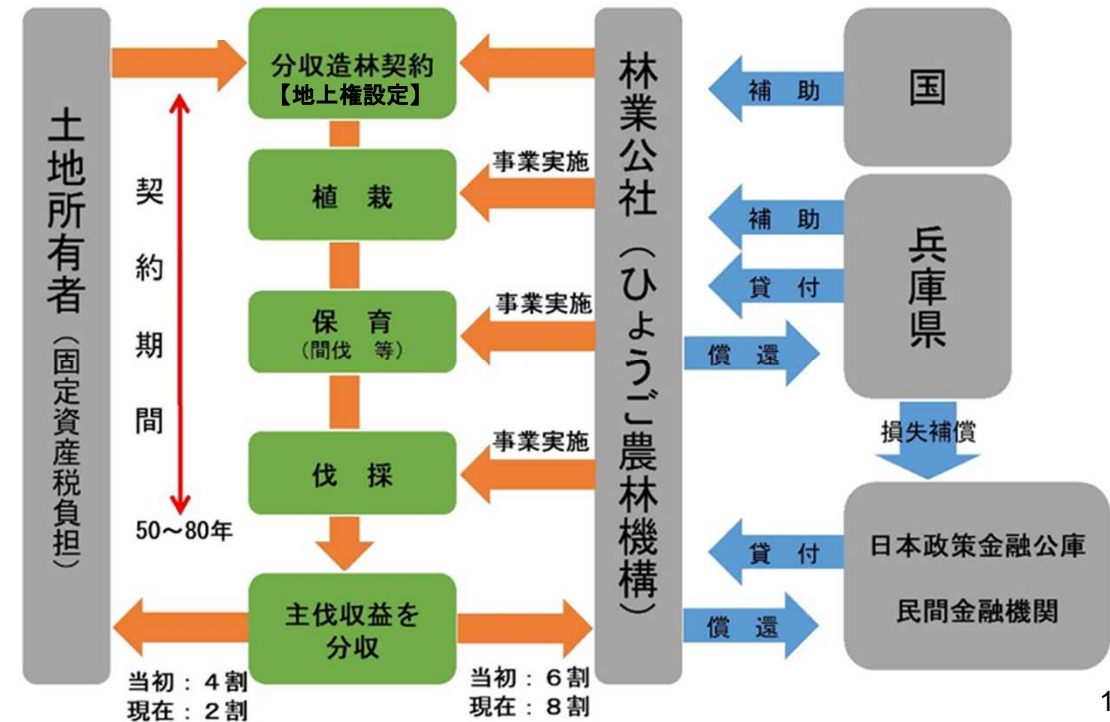 土地所有者（固定資産税負担）
契約期間
50～80年
分収造林契約
【地上権設定】
植　栽
保　育
（間伐　等）
伐　採
主伐収益を
分収
当初：４割
現在：２割
当初：６割
現在：８割
事業実施
事業実施
事業実施
林業公社（ひょうご農林機構）
補　助
補　助
貸　付
償　還
貸　付
償　還
国
兵庫県
損失補償
日本政策金融公庫
民間金融機関
1